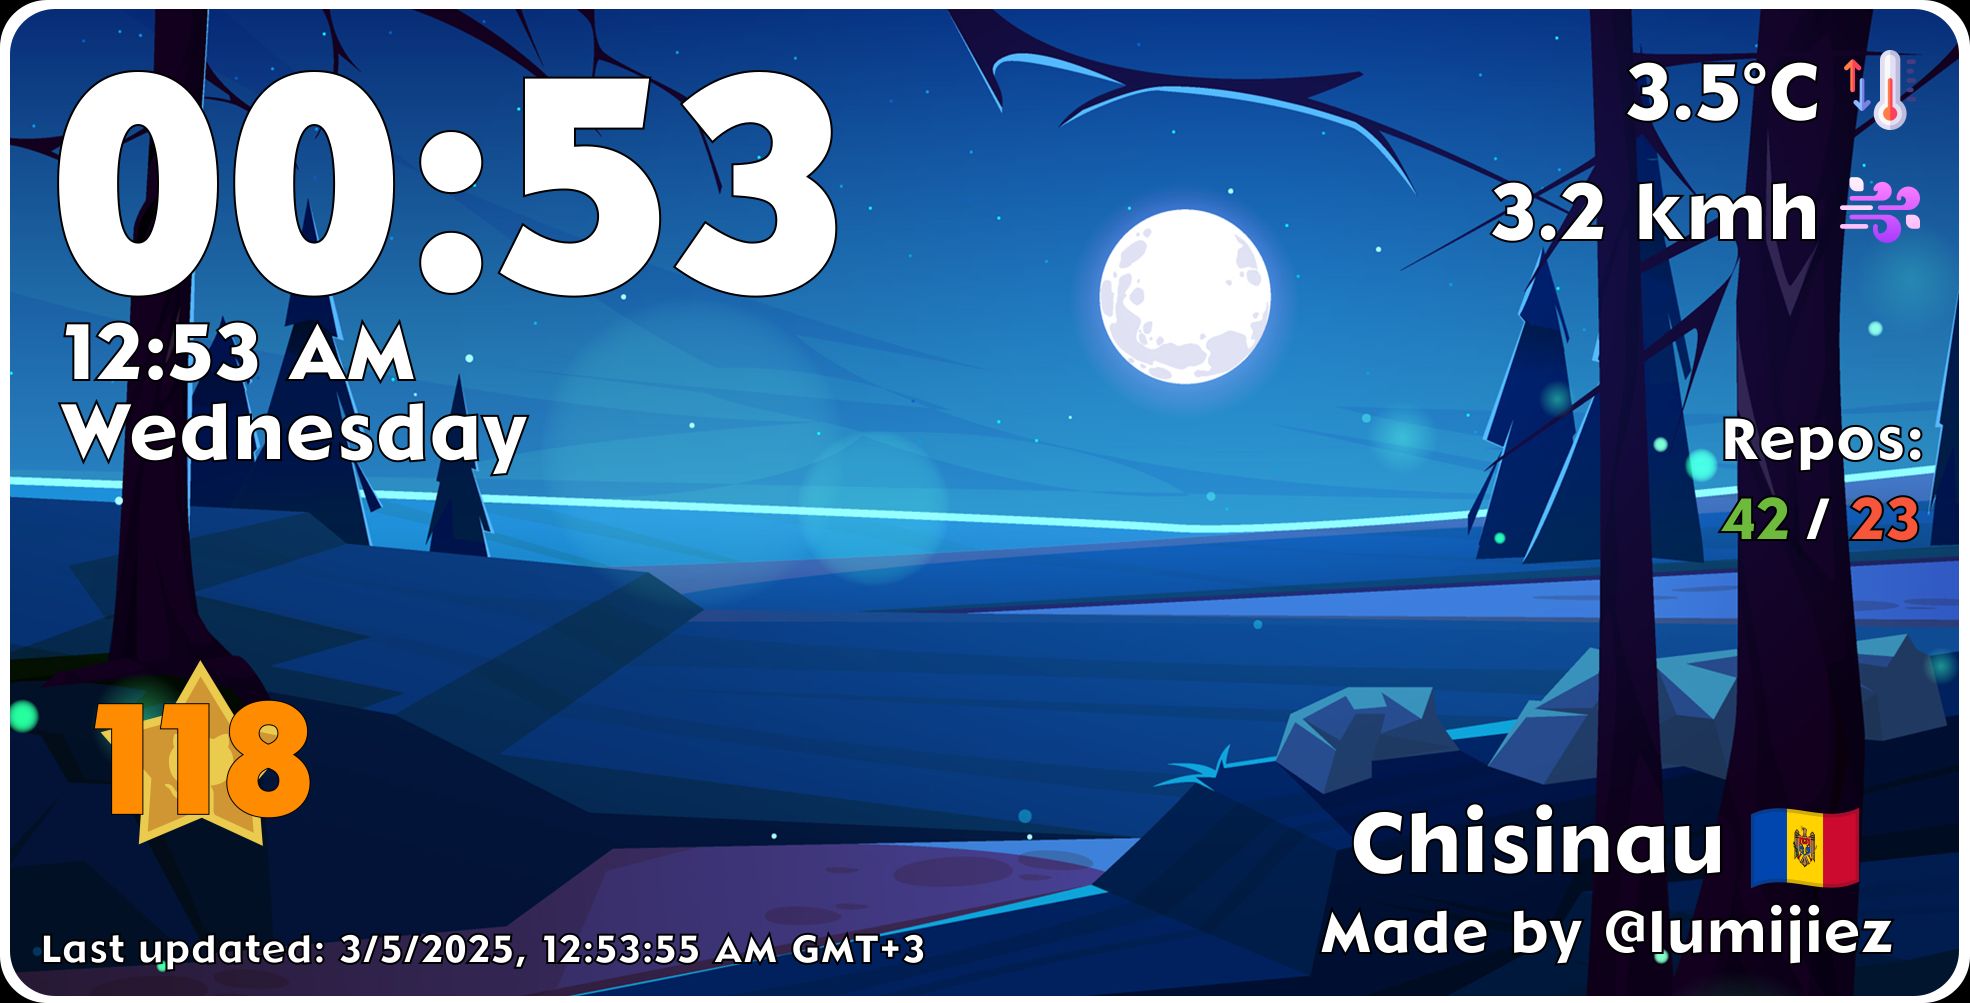 00:53
12:53 AM
Wednesday
3.5°C
3.2 kmh
Repos:
42 / 23
118
Chisinau
Made by @lumijiez
Last updated: 3/5/2025, 12:53:55 AM GMT+3